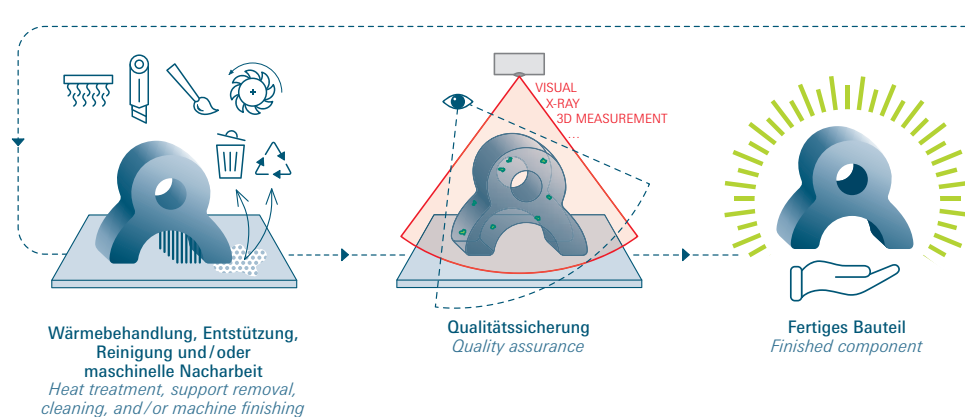 VISUAL
X-RAY
3D MEASUREMENT
...
Wärmebehandlung, Entstützung,
Reinigung und/oder
maschinelle Nacharbeit
Heat treatment, support removal,
cleaning, and/or machine finishing
Qualitätssicherung
Quality assurance
Fertiges Bauteil
Finished component